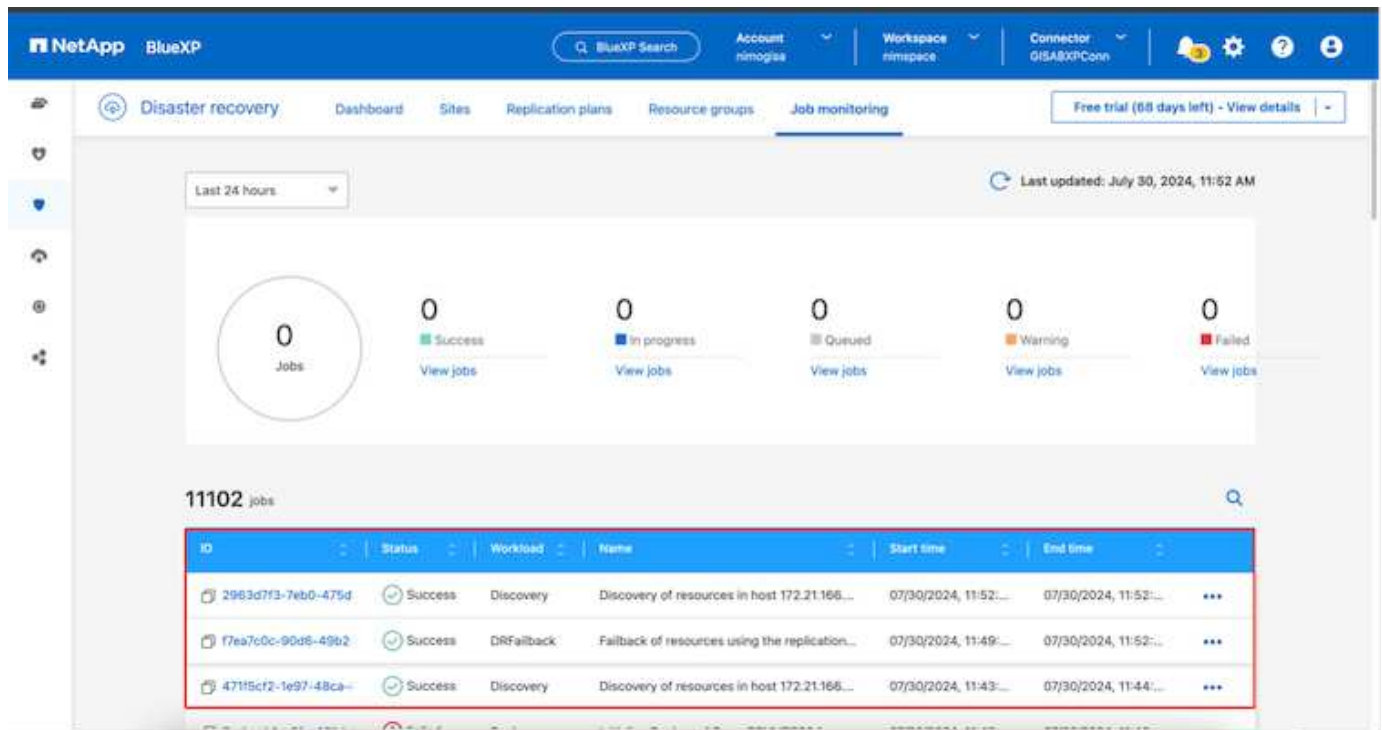 NetApp BlueXP BlueXP Search Account Workspace Connector
nimogisa nimspace GISABXPConn 3
Disaster recovery Dashboard Sites Replication plans Resource groups Job monitoring Free trial (68 days left) - View details
Last 24 hours Last updated: July 30, 2024, 11:52 AM
0 0 0 0 0 0
Jobs Success In progress Queued Warning Failed
View jobs View jobs View jobs View jobs View jobs
11102 jobs
ID Status Workload Name Start time End time
2963d7f3-7eb0-475d Success Discovery Discovery of resources in host 172.21.166.... 07/30/2024, 11:52:... 07/30/2024, 11:52:...
f7ea7c0c-90d6-49b2 Success DRFailback Failback of resources using the replication... 07/30/2024, 11:49:... 07/30/2024, 11:52:...
471f5cf2-1e97-48ca-- Success Discovery Discovery of resources in host 172.21.166.... 07/30/2024, 11:43:... 07/30/2024, 11:44:...